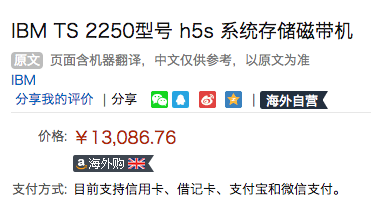 IBM TS 2250型号 h5s 系统存储磁带机
原文 页面含机器翻译，中文仅供参考，以原文为准
IBM
分享我的评价 | 分享 | 海外自营
价格: ￥13,086.76
a 海外购
支付方式: 目前支持信用卡、借记卡、支付宝和微信支付。